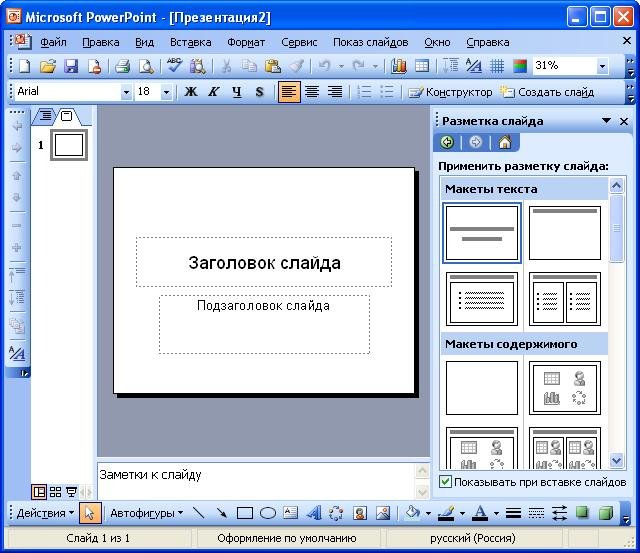 Microsoft PowerPoint - [Презентация2]
Файл Правка Вид Вставка Формат Сервис Показ слайдов Окно Справка
31%
Arial 18 Ж К Ч S Конструктор Создать слайд
Разметка слайда
1
Применить разметку слайда:
Макеты текста
Заголовок слайда
Подзаголовок слайда
Макеты содержимого
Заметки к слайду
Показывать при вставке слайдов
Действия Автофигуры
Слайд 1 из 1 Оформление по умолчанию русский (Россия)